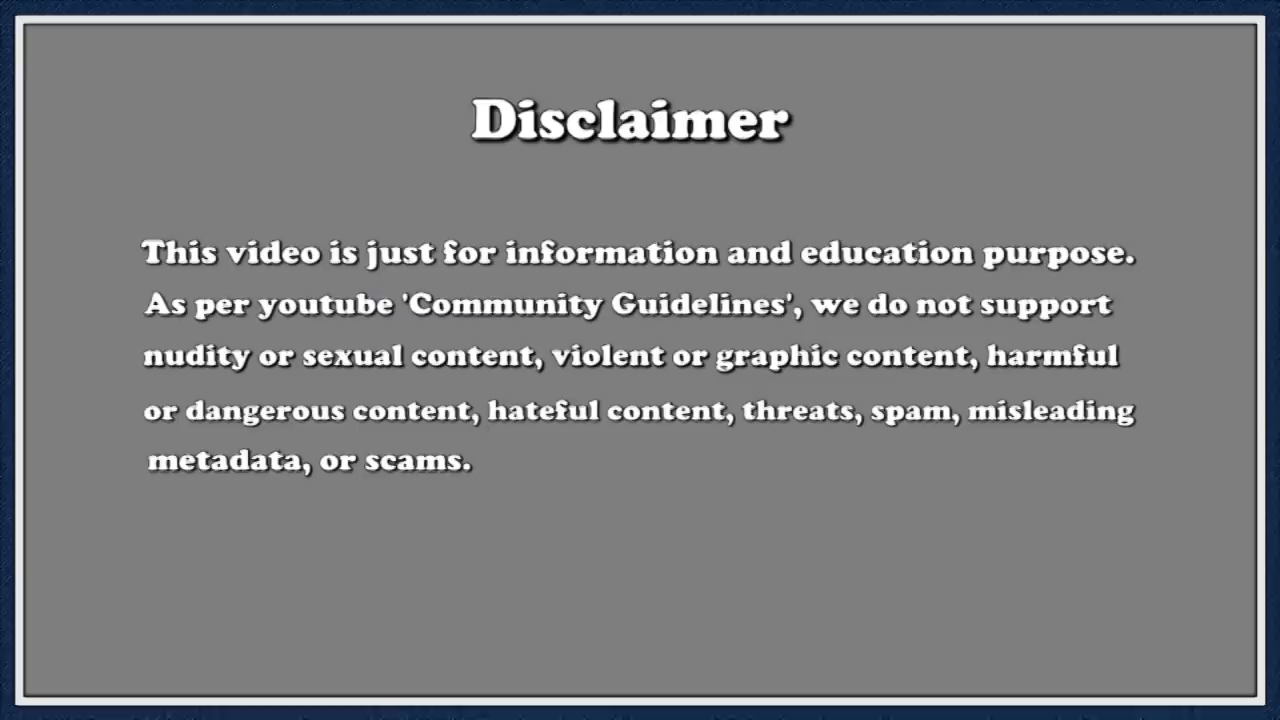 Disclaimer
This video is just for information and education purpose.
As per youtube 'Community Guidelines', we do not support
nudity or sexual content, violent or graphic content, harmful
or dangerous content, hateful content, threats, spam, misleading
metadata, or scams.